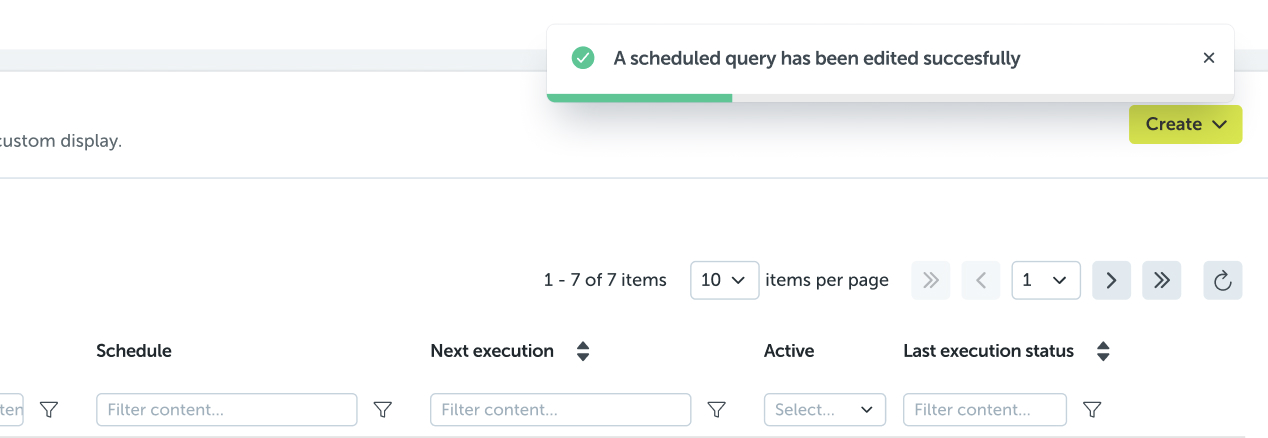 A scheduled query has been edited succesfully
Create
custom display.
1 - 7 of 7 items 10 items per page 1
Schedule Next execution Active Last execution status
Filter content... Filter content... Select... Filter content...